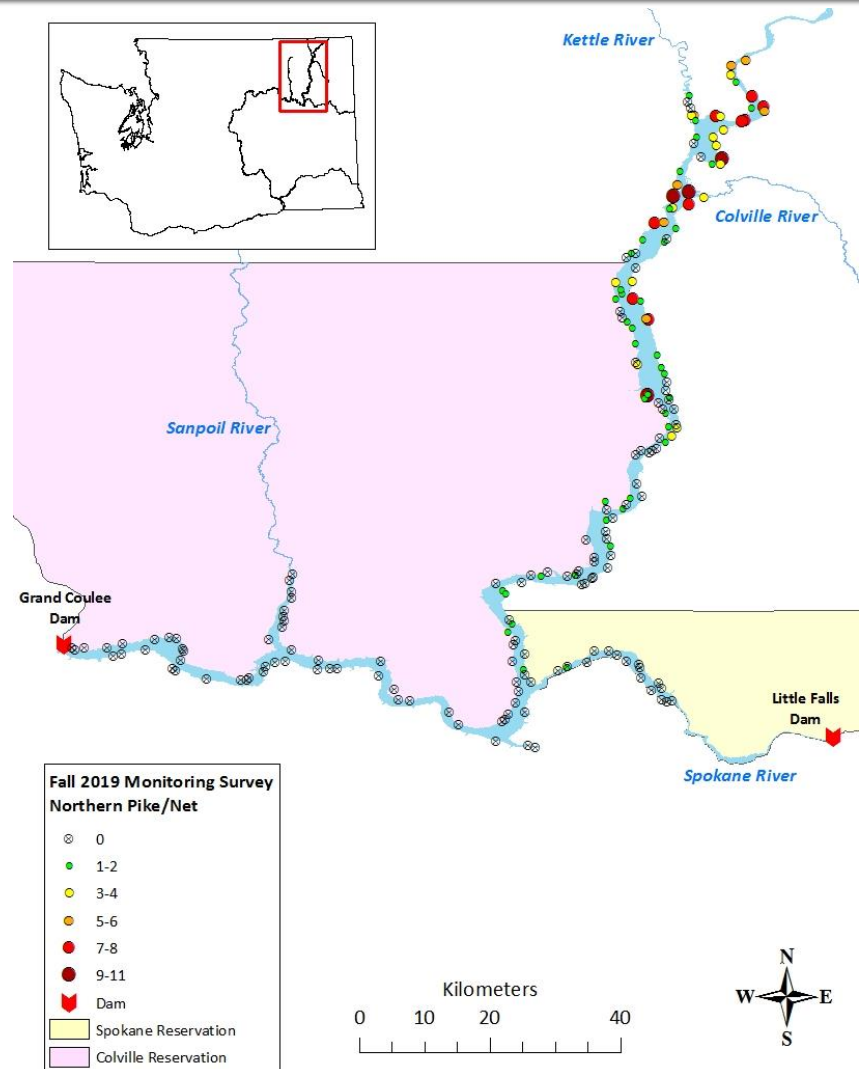 Kettle River
Colville River
Sanpoil River
Grand Coulee
Dam
Little Falls
Dam
Spokane River
Fall 2019 Monitoring Survey
Northern Pike/Net
0
1-2
3-4
5-6
7-8
9-11
Dam
Spokane Reservation
Colville Reservation
Kilometers
0 10 20 40
N
W E
S